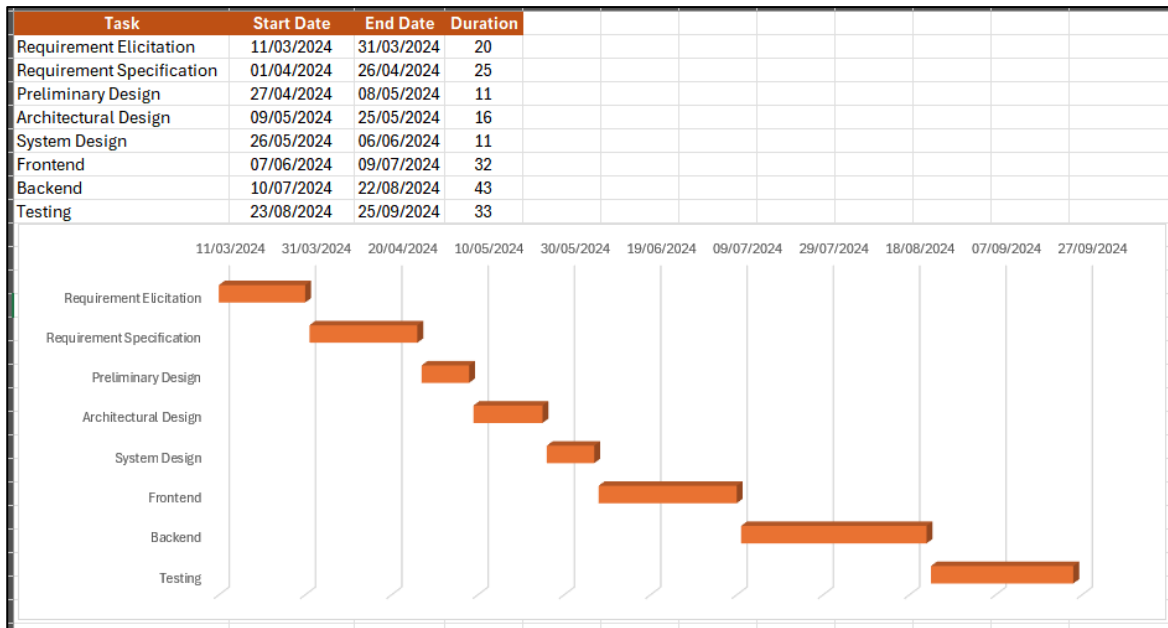 Task Start Date End Date Duration
Requirement Elicitation 11/03/2024 31/03/2024 20
Requirement Specification 01/04/2024 26/04/2024 25
Preliminary Design 27/04/2024 08/05/2024 11
Architectural Design 09/05/2024 25/05/2024 16
System Design 26/05/2024 06/06/2024 11
Frontend 07/06/2024 09/07/2024 32
Backend 10/07/2024 22/08/2024 43
Testing 23/08/2024 25/09/2024 33
11/03/2024 31/03/2024 20/04/2024 10/05/2024 30/05/2024 19/06/2024 09/07/2024 29/07/2024 18/08/2024 07/09/2024 27/09/2024
Requirement Elicitation
Requirement Specification
Preliminary Design
Architectural Design
System Design
Frontend
Backend
Testing